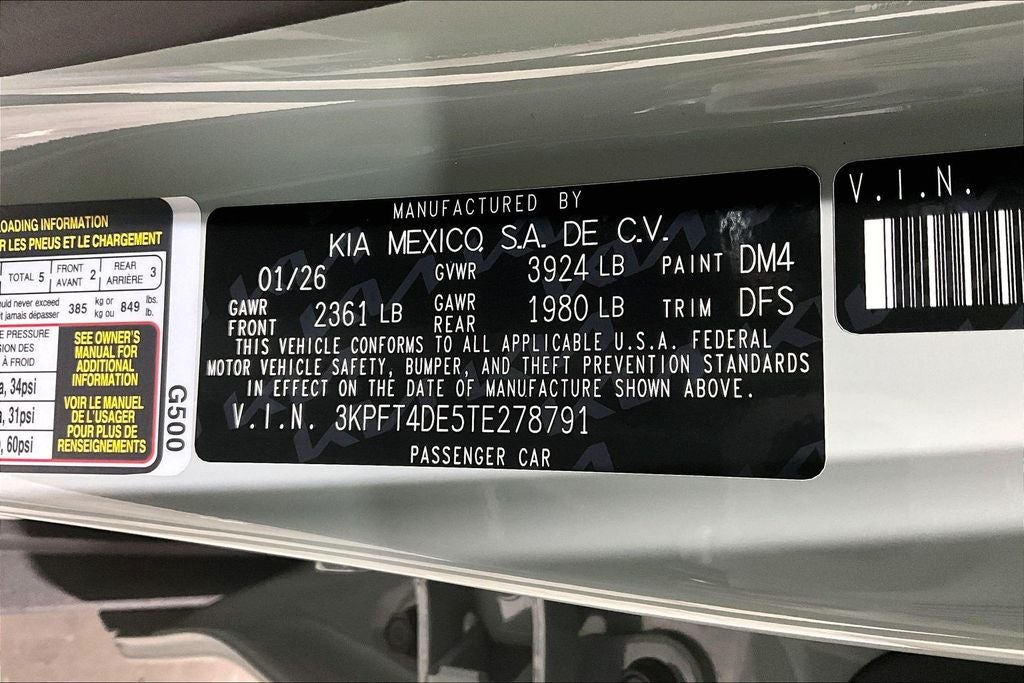 LOADING INFORMATION
LES PNEUS ET LE CHARGEMENT
TOTAL 5 FRONT AVANT 2 REAR ARRIÈRE 3
never exceed jamais dépasser 385 kg or kg ou 849 lbs. lb.
PRESSURE
DES
À FROID
34psi
31psi
60psi
SEE OWNER'S
MANUAL FOR
ADDITIONAL
INFORMATION
VOIR LE MANUEL
DE L'USAGER
POUR PLUS DE
RENSEIGNEMENTS
G500
MANUFACTURED BY
KIA MEXICO, S.A. DE C.V.
01/26 GVWR 3924 LB PAINT DM4
GAWR FRONT 2361 LB GAWR REAR 1980 LB TRIM DFS
THIS VEHICLE CONFORMS TO ALL APPLICABLE U.S.A. FEDERAL
MOTOR VEHICLE SAFETY, BUMPER, AND THEFT PREVENTION STANDARDS
IN EFFECT ON THE DATE OF MANUFACTURE SHOWN ABOVE.
V.I.N. 3KPFT4DE5TE278791
PASSENGER CAR
V.I.N.